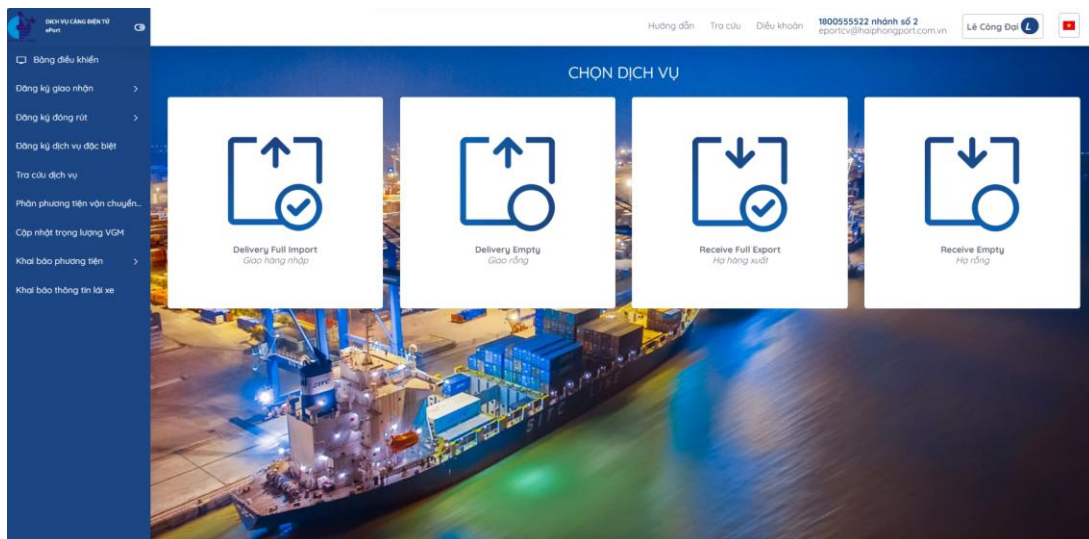 DỊCH VỤ CẢNG ĐIỆN TỬ
ePort
Hướng dẫn
Tra cứu
Điều khoản
1800555522 nhánh số 2
eportcv@haiphongport.com.vn
Lê Công Đại
L
Bảng điều khiển
Đăng ký giao nhận
Đăng ký đóng rút
Đăng ký dịch vụ đặc biệt
Tra cứu dịch vụ
Phân phương tiện vận chuyển...
Cập nhật trọng lượng VGM
Khai báo phương tiện
Khai báo thông tin lái xe
CHỌN DỊCH VỤ
Delivery Full Import
Giao hàng nhập
Delivery Empty
Giao rỗng
Receive Full Export
Hạ hàng xuất
Receive Empty
Hạ rỗng
SITC